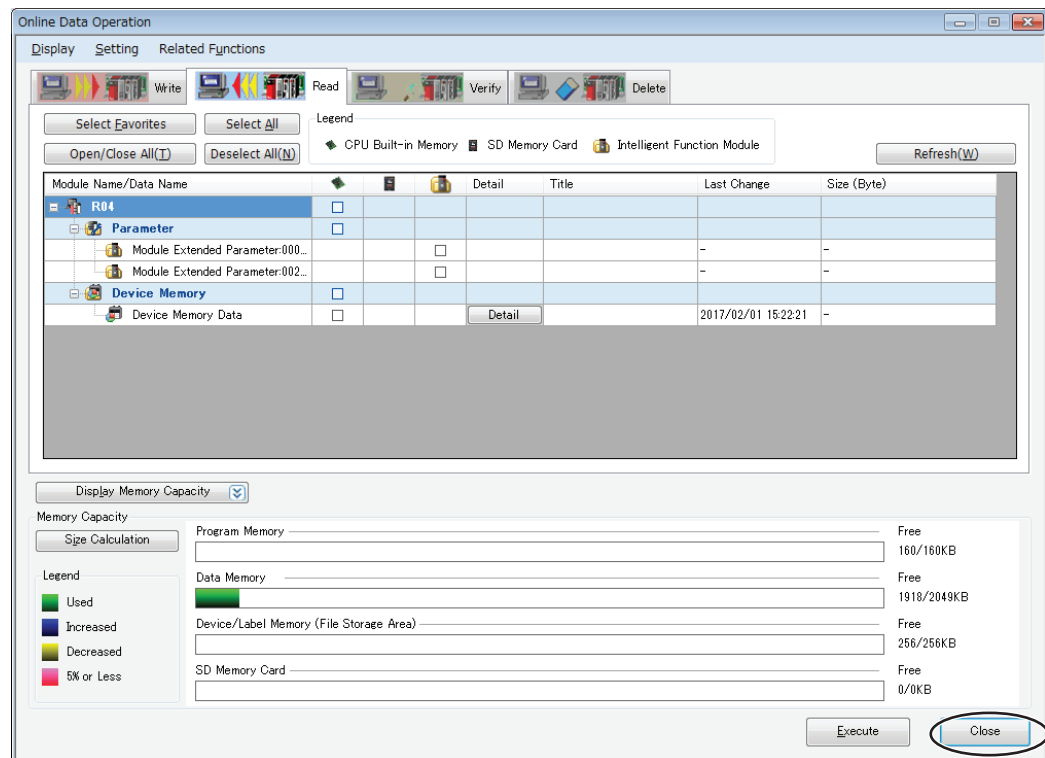 Online Data Operation
Display Setting Related Functions
Write Read Verify Delete
Select Favorites Select All Legend
CPU Built-in Memory SD Memory Card Intelligent Function Module
Open/Close All(T) Deselect All(N) Refresh(W)
Module Name/Data Name Detail Title Last Change Size (Byte)
R04
Parameter
Module Extended Parameter:000... - -
Module Extended Parameter:002... - -
Device Memory
Device Memory Data Detail 2017/02/01 15:22:21 -
Display Memory Capacity
Memory Capacity
Size Calculation
Program Memory Free
160/160KB
Legend
Used
Increased
Decreased
5% or Less
Data Memory Free
1918/2049KB
Device/Label Memory (File Storage Area) Free
256/256KB
SD Memory Card Free
0/0KB
Execute Close